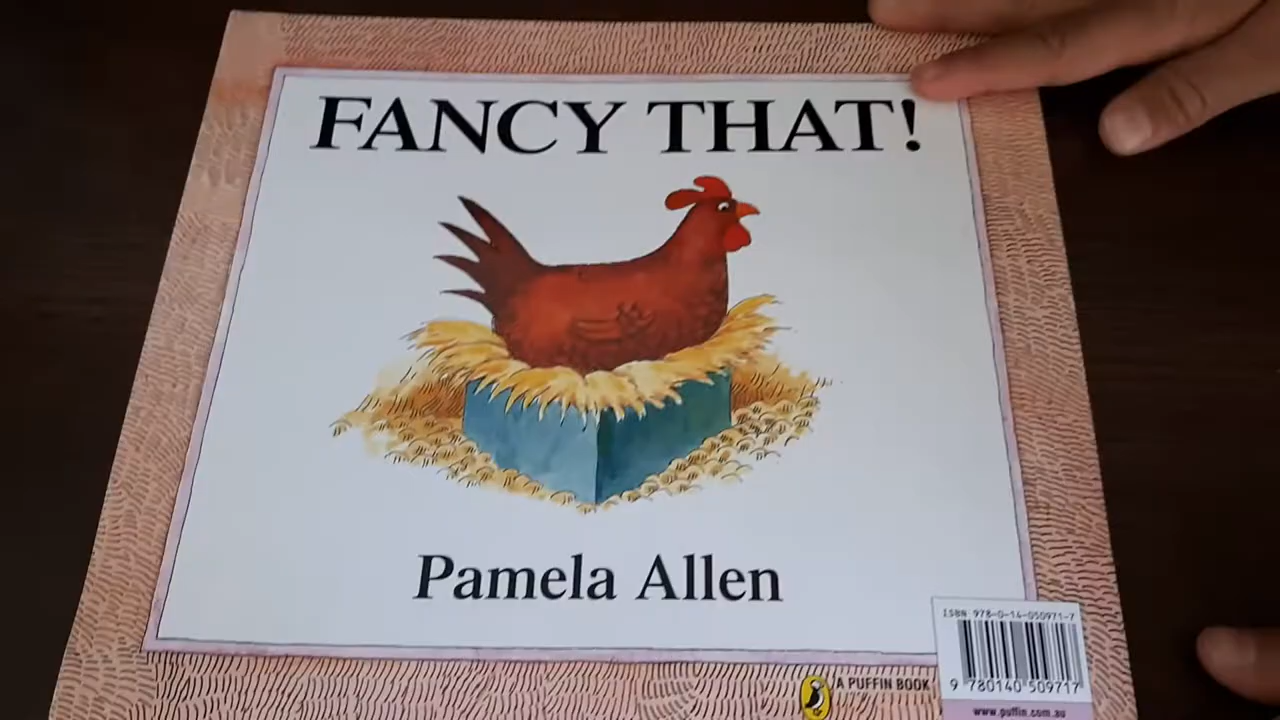 FANCY THAT!
Pamela Allen
ISBN 978-0-14-050971-7
9 780140 509717
A PUFFIN BOOK
www.puffin.com.au